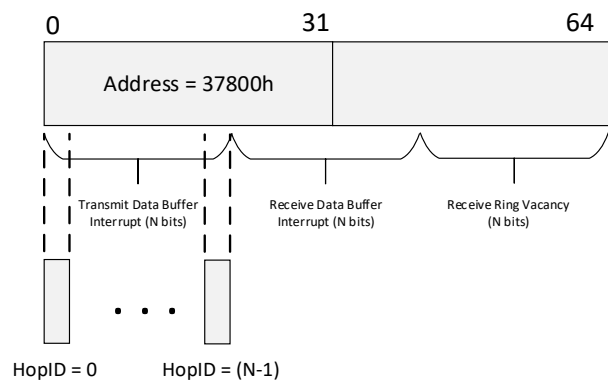 0 31 64
Address = 37800h
Transmit Data Buffer Receive Data Buffer Receive Ring Vacancy
Interrupt (N bits) Interrupt (N bits) (N bits)
HopID = 0 HopID = (N-1)